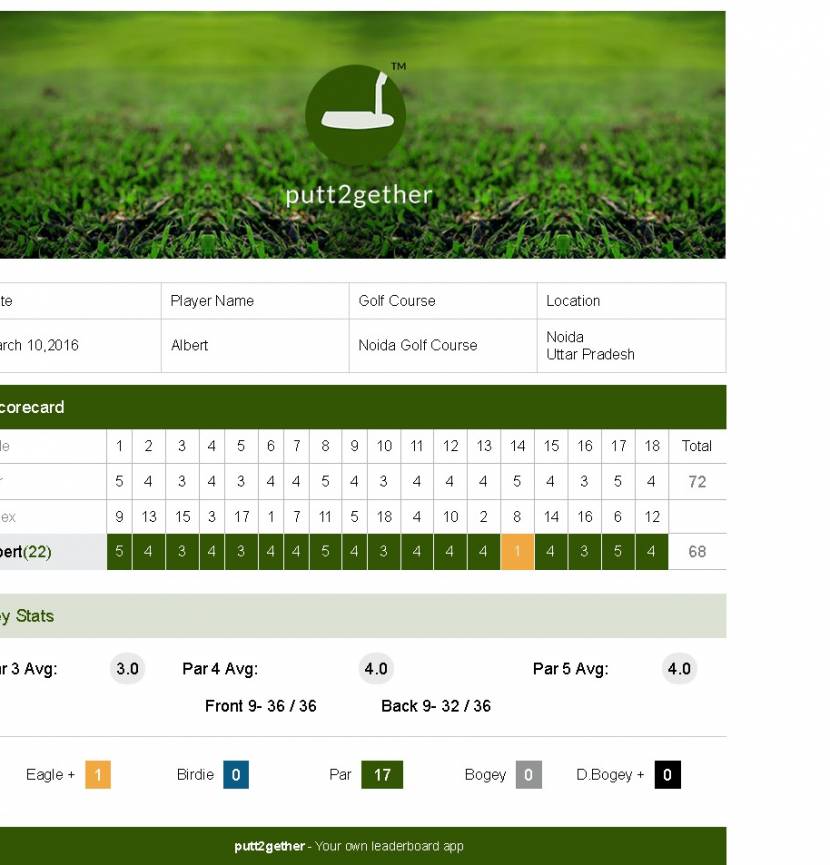 TM
putt2gether
te Player Name Golf Course Location
arch 10,2016 Albert Noida Golf Course Noida
Uttar Pradesh
corecard
le 1 2 3 4 5 6 7 8 9 10 11 12 13 14 15 16 17 18 Total
r 5 4 3 4 3 4 4 5 4 3 4 4 4 5 4 3 5 4 72
ex 9 13 15 3 17 1 7 11 5 18 4 10 2 8 14 16 6 12
bert(22) 5 4 3 4 3 4 4 5 4 3 4 4 4 1 4 3 5 4 68
y Stats
r 3 Avg: 3.0 Par 4 Avg: 4.0 Par 5 Avg: 4.0
Front 9- 36 / 36 Back 9- 32 / 36
Eagle + 1 Birdie 0 Par 17 Bogey 0 D.Bogey + 0
putt2gether - Your own leaderboard app